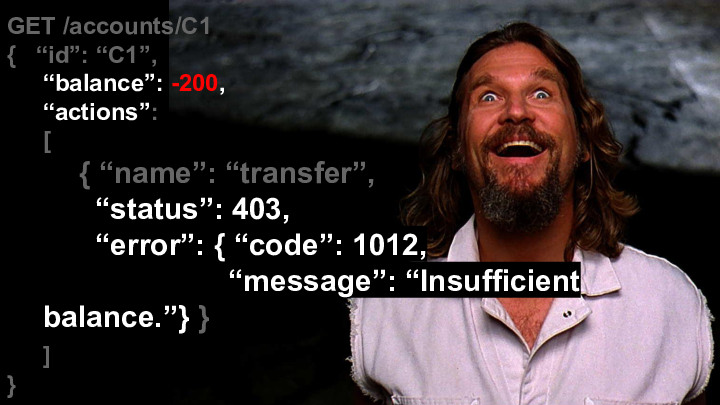 GET /accounts/C1
{ “id”: “C1”,
“balance”: -200,
“actions”:
[
{ “name”: “transfer”,
“status”: 403,
“error”: { “code”: 1012,
“message”: “Insufficient
balance.”} }
]
}